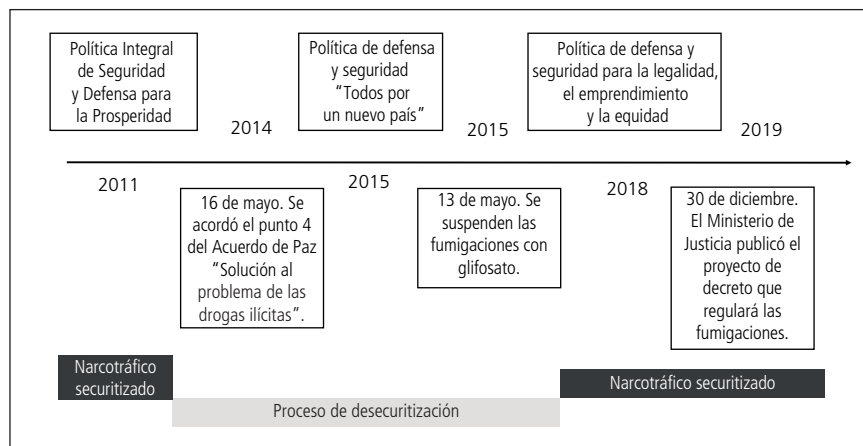 Política Integral
de Seguridad
y Defensa para
la Prosperidad
Política de defensa
y seguridad
“Todos por
un nuevo país”
Política de defensa y
seguridad para la legalidad,
el emprendimiento
y la equidad
2014
2015
2019
2011
2015
2018
16 de mayo. Se
acordó el punto 4
del Acuerdo de Paz
“Solución al
problema de las
drogas ilícitas”.
13 de mayo. Se
suspenden las
fumigaciones con
glifosato.
30 de diciembre.
El Ministerio de
Justicia publicó el
proyecto de
decreto que
regulará las
fumigaciones.
Narcotráfico
securitizado
Narcotráfico securitizado
Proceso de desecuritización